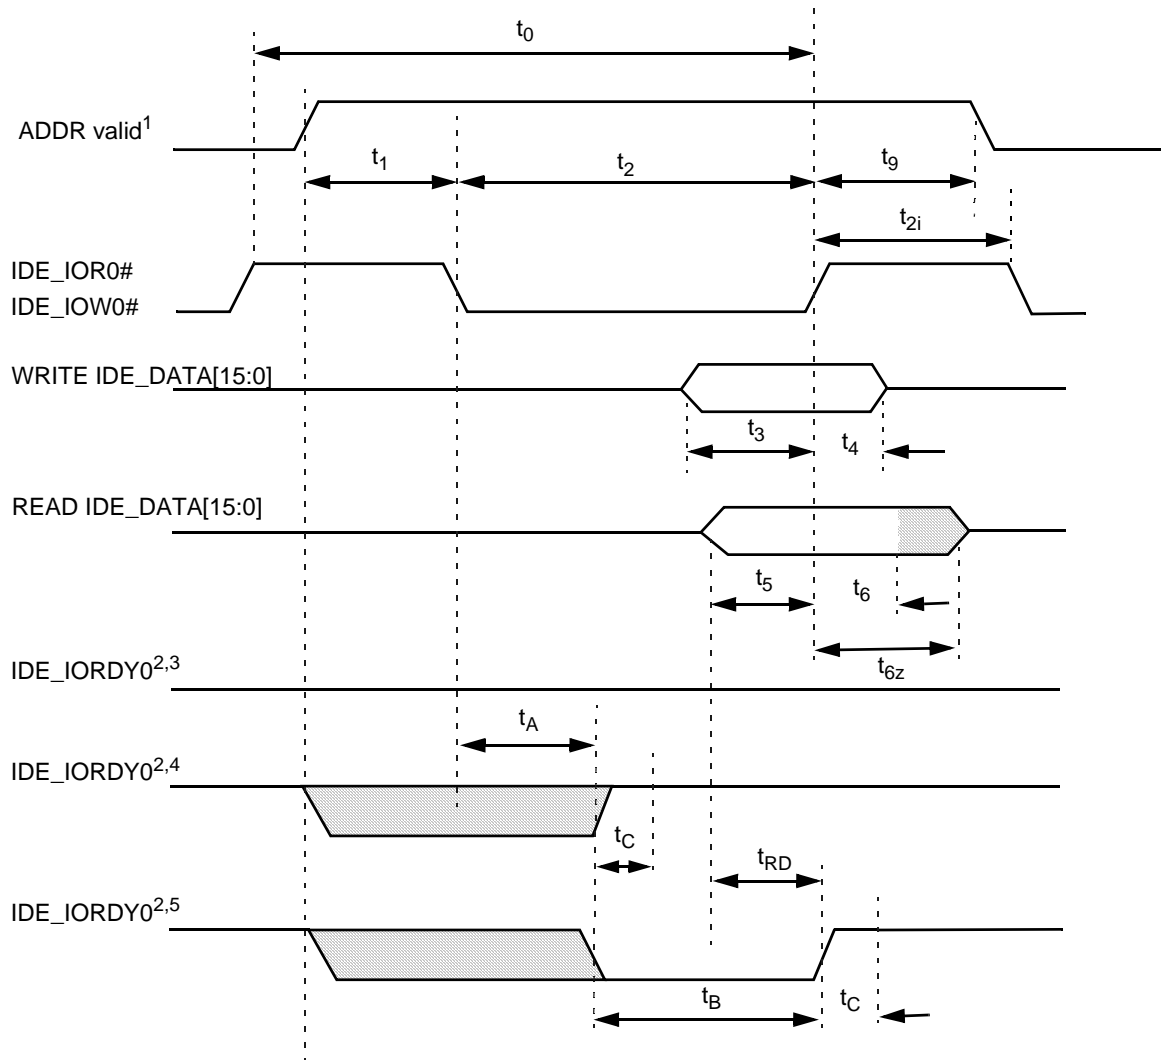 t0
ADDR valid1
t1
t2
t9
t2i
IDE_IOR0#
IDE_IOW0#
WRITE IDE_DATA[15:0]
t3
t4
READ IDE_DATA[15:0]
t5
t6
t6z
IDE_IORDY02,3
tA
IDE_IORDY02,4
tC
tRD
IDE_IORDY02,5
tB
tC